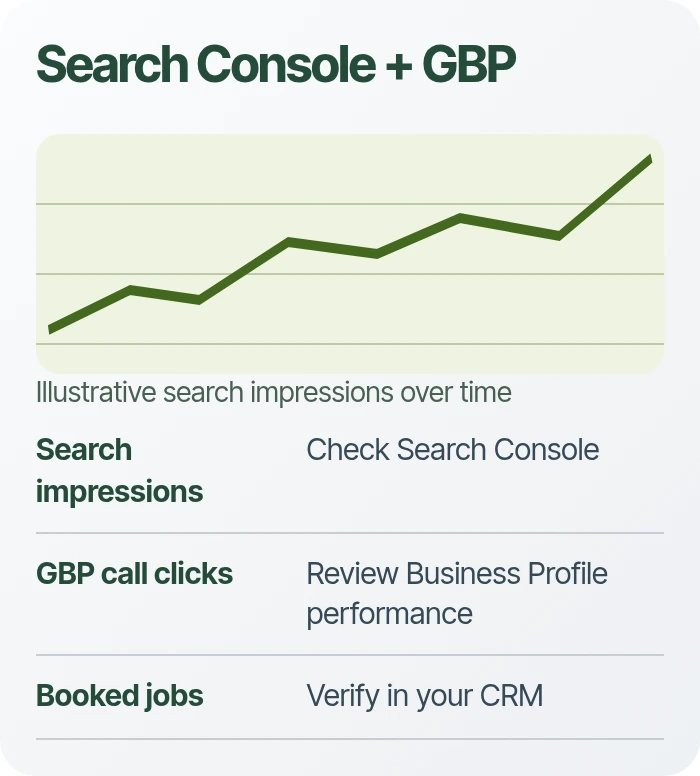 Search Console + GBP
Illustrative search impressions over time
Search
impressions
Check Search Console
GBP call clicks
Review Business Profile
performance
Booked jobs
Verify in your CRM